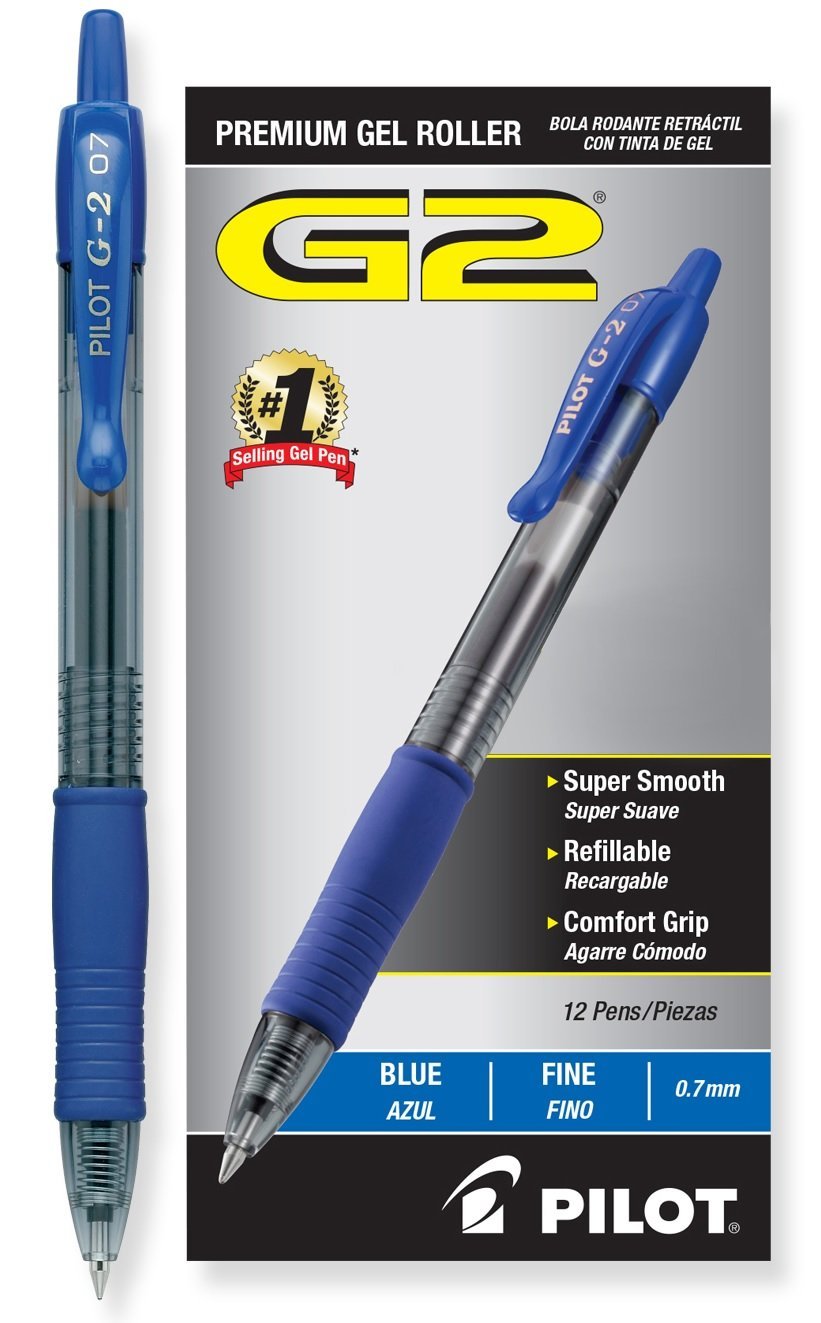 PILOT G-2 07
PREMIUM GEL ROLLER
BOLA RODANTE RETRÁCTIL
CON TINTA DE GEL
G2®
#1
Selling Gel Pen*
PILOT G-2 07
Super Smooth
Super Suave
Refillable
Recargable
Comfort Grip
Agarre Cómodo
12 Pens/Piezas
BLUE
AZUL
FINE
FINO
0.7mm
PILOT®